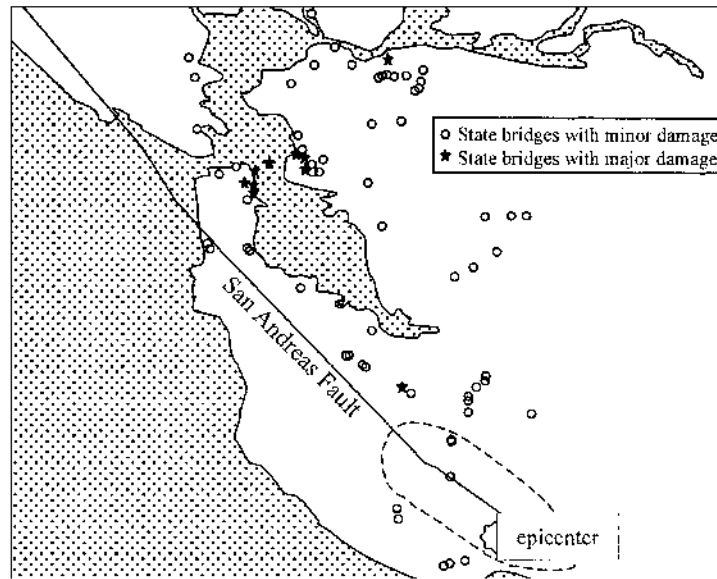 State bridges with minor damage
State bridges with major damage
San Andreas Fault
epicenter